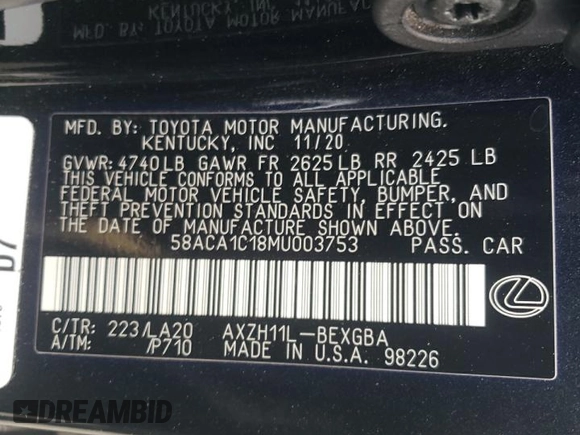 MFD. BY: TOYOTA MOTOR MANUFACTURING.
KENTUCKY, INC 11/20
GVWR: 4740 LB GAWR FR 2625 LB RR 2425 LB
THIS VEHICLE CONFORMS TO ALL APPLICABLE
FEDERAL MOTOR VEHICLE SAFETY, BUMPER, AND
THEFT PREVENTION STANDARDS IN EFFECT ON
THE DATE OF MANUFACTURE SHOWN ABOVE.
58ACA1C18MU003753 PASS. CAR
C/TR: 223/LA20 AXZH11L-BEXGBA
A/TM: /P710 MADE IN U.S.A. 98226
DREAMBID